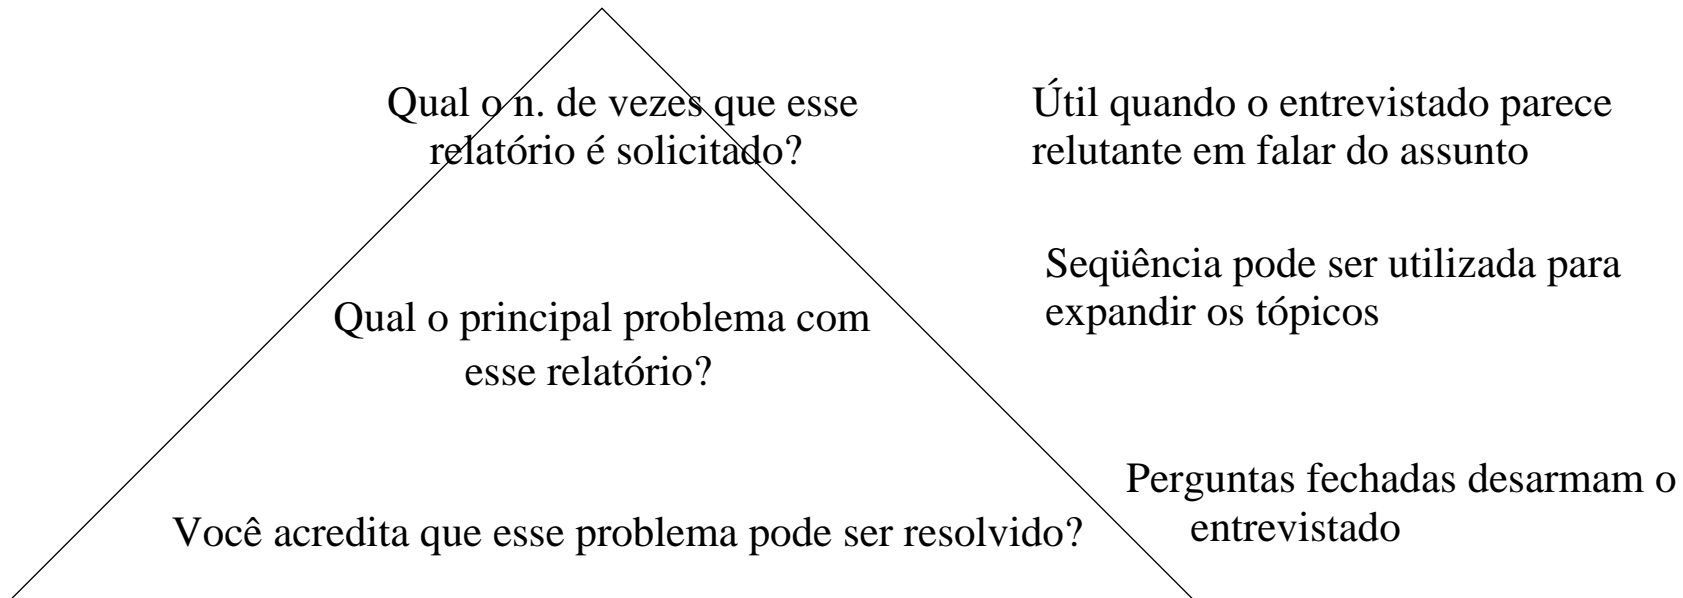 Qual o n. de vezes que esse
relatório é solicitado?
Útil quando o entrevistado parece
relutante em falar do assunto
Seqüência pode ser utilizada para
expandir os tópicos
Qual o principal problema com
esse relatório?
Perguntas fechadas desarmam o
entrevistado
Você acredita que esse problema pode ser resolvido?